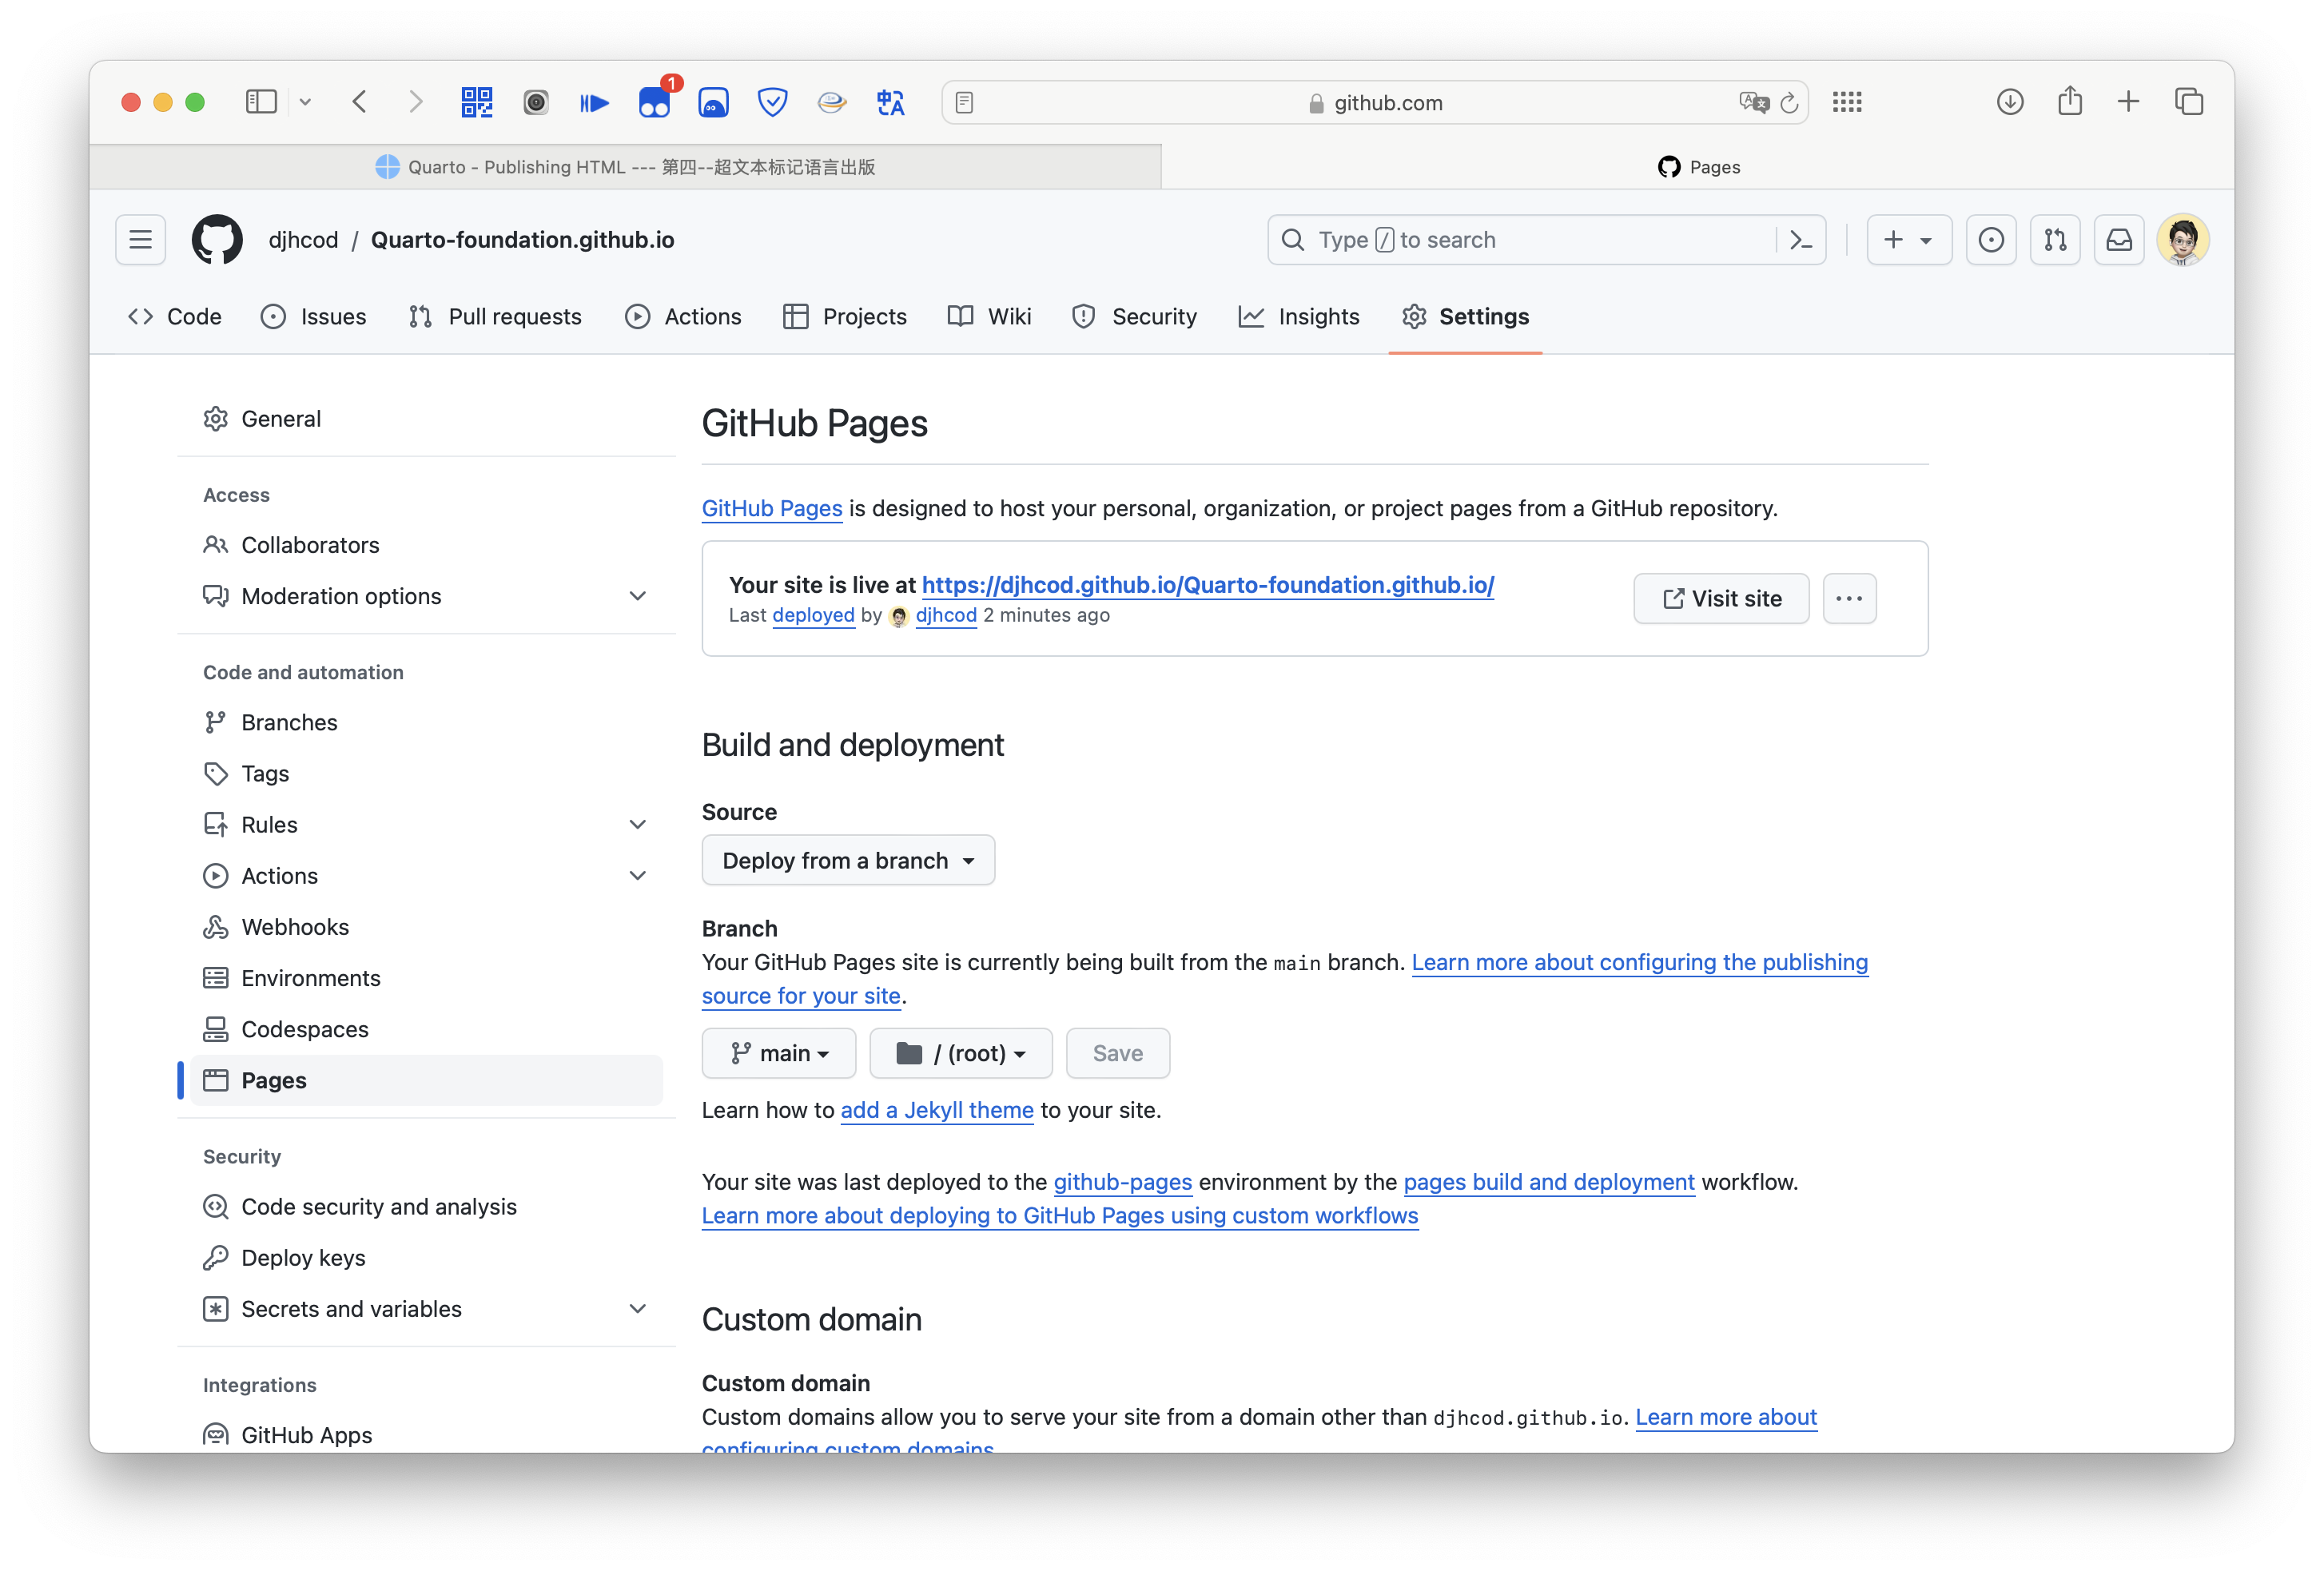 1
github.com
Quarto - Publishing HTML --- 第四--超文本标记语言出版
Pages
djhcod / Quarto-foundation.github.io
Type / to search
Code
Issues
Pull requests
Actions
Projects
Wiki
Security
Insights
Settings
General
Access
Collaborators
Moderation options
Code and automation
Branches
Tags
Rules
Actions
Webhooks
Environments
Codespaces
Pages
Security
Code security and analysis
Deploy keys
Secrets and variables
Integrations
GitHub Apps
GitHub Pages
GitHub Pages is designed to host your personal, organization, or project pages from a GitHub repository.
Your site is live at https://djhcod.github.io/Quarto-foundation.github.io/
Last deployed by djhcod 2 minutes ago
Visit site
Build and deployment
Source
Deploy from a branch
Branch
Your GitHub Pages site is currently being built from the main branch. Learn more about configuring the publishing
source for your site.
main
/ (root)
Save
Learn how to add a Jekyll theme to your site.
Your site was last deployed to the github-pages environment by the pages build and deployment workflow.
Learn more about deploying to GitHub Pages using custom workflows
Custom domain
Custom domain
Custom domains allow you to serve your site from a domain other than djhcod.github.io. Learn more about
configuring custom domains